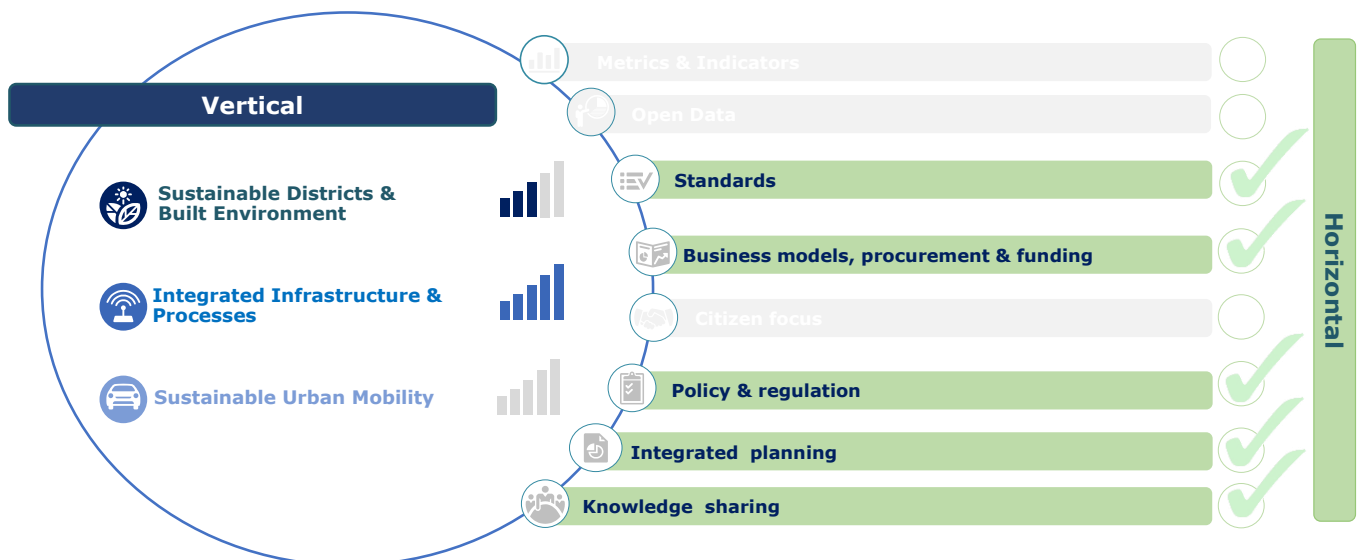 Metrics & Indicators
Open Data
Vertical
Standards
Sustainable Districts &
Built Environment
Business models, procurement & funding
Integrated Infrastructure &
Processes
Citizen focus
Policy & regulation
Sustainable Urban Mobility
Integrated  planning
Knowledge  sharing
Horizontal